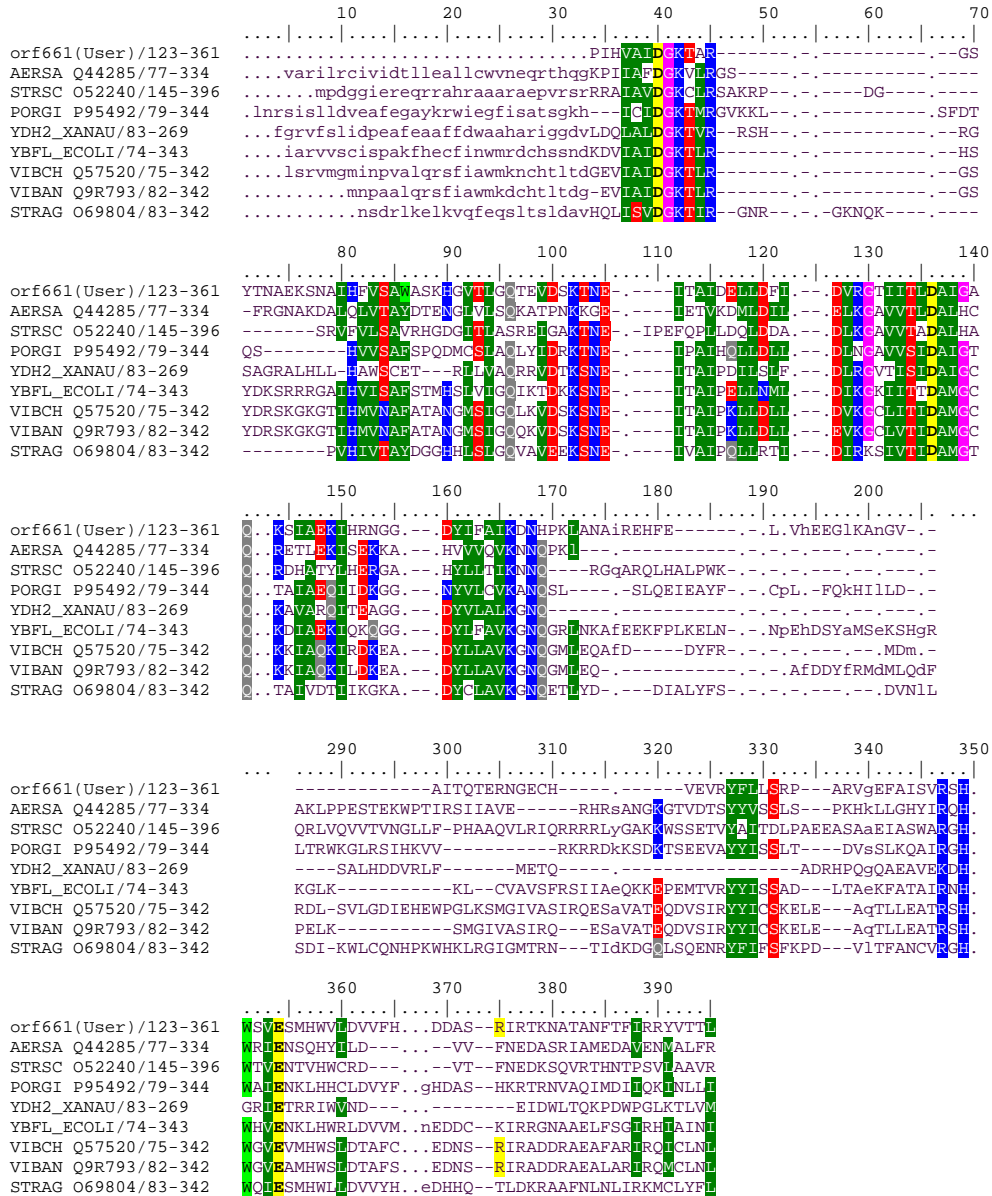 10 20 30 40 50 60 70
....|....|....|....|....|....|....|....|....|....|....|....|....|....|
orf661(User)/123-361 .................................PIHVAIDGKTAR-------.-.-------.----GS
AERSA Q44285/77-334 ....varilrcividtlleallcwvneqrthqgKPIIAFDGKVLRGS-----.-.-------.------
STRSC O52240/145-396 .......mpdggiereqrrahraaaraepvrsrRRAIAVDGKCLRSAKRP--.-.--DG---.------
PORGI P95492/79-344 .lnrsislldveafegaykrwiegfisatsgkh--ICLDGKTMRGVKKL---.-.-------.--SFDT
YDH2_XANAU/83-269 ...fgrvfslidpeafeaaffdwaahariggdvLDQLALDGKTVR--RSH--.-.-------.----RG
YBFL_ECOLI/74-343 ....iarvvscispakfhecfinwmrdchssndKDVIAIDGKTLR-------.-.-------.----HS
VIBCH Q57520/75-342 ....lsrvmgminpvalqrsfiawmknchtltdGEVIAIDGKTLR-------.-.-------.----GS
VIBAN Q9R793/82-342 ..........mnpaalqrsfiawmkdchtltdg-EVIAIDGKTLR-------.-.-------.----GS
STRAG O69804/83-342 ...........nsdrlkelkvqfeqsltsldavHQLISVDGKTIR--GNR--.-.---GKNQK----.----
80 90 100 110 120 130 140
....|....|....|....|....|....|....|....|....|....|....|....|....|....|
orf661(User)/123-361 YTNAEKSNAIHFVSAWASKHGVTLGQTEVDSKTNE-.----ITAIDELLDFI.---.DVRGTIITLDAIGA
AERSA Q44285/77-334 -FRGNAKDALQLVTAYDTENGLVLSQKATPNKKGE-.----IETVKDMLDIL.---.ELKGAVVTLDALHC
STRSC O52240/145-396 -------SRVFVLSAVRHGDGITLASREIGAKTNE-.--IPEFQPLLDQLDDA.---.DLKGAVVTADALHA
PORGI P95492/79-344 QS--------HVVSAFSPQDMCSLAQLYIDRKTNE-.----IPAIHQLLDLL.---.DLNGAVVSIDAIGT
YDH2_XANAU/83-269 SAGRALHLL-HAWSCET---RLLVAQRRVDTKSNE-.----ITAIPDILSLF.---.DLRGVTISIDAIGC
YBFL_ECOLI/74-343 YDKSRRRGAIHVISAFSTMHSLVIGQIKTDKKSNE-.----ITAIPELLNML.---.DIKGKIITTDAMGC
VIBCH Q57520/75-342 YDRSKGKGTIHMVNAFATANGMSIGQLKVDSKSNE-.----ITAIPKLLDLL.---.DVKGCLITIDAMGC
VIBAN Q9R793/82-342 YDRSKGKGTIHMVNAFATANGMSIGQQKVDSKSNE-.----ITAIPKLLDLL.---.EVKGCLVTIDAMGC
STRAG O69804/83-342 ---------PVHIVTAYDGGHHLSLGQVAVEEKSNE-.----IVAIPQLLRTI.---.DIRKSIVTIDAMGT
150 160 170 180 190 200
orf661(User)/123-361 Q..KSIAEKIHRNGG.--.DYIFAIKDNHPKLANAiREHFE-------.L.VhEEGlKAnGV-.
AERSA Q44285/77-334 Q..RETLEKISEKKA.--.HVVVQVKNNQPKl--------.-.--------.-----.-.-
STRSC O52240/145-396 Q..RDHATYLHERGA.--.HYLLTIKNNQ-----RGqARQLHALPWK----.-.--------.-.-
PORGI P95492/79-344 Q..TAIAEQIIDKGG.--.NYVLCVKANQSL-----SLQEIEAYF---.CpL.-FQkHIlLD-.-
YDH2_XANAU/83-269 Q..KAVARQITEAGG.--.DYVLALKGNQ---------.-.---------.------.-.-
YBFL_ECOLI/74-343 Q..KDIAEKIQKQGG.--.DYLFAVKGNQGRLNKAfEEKFPLKELN--.-NpEhDSYaMSeKSHgR
VIBCH Q57520/75-342 Q..KKIAQKIRDKEA.--.DYLLAVKGNQGMLEQAfD-----DYFR--.-.--------.MDm.-
VIBAN Q9R793/82-342 Q..KKIAQKILDKEA.--.DYLLAVKGNQGMLEQ------------AfDDYfRMdMLQdF
STRAG O69804/83-342 Q..TAIVDTIIKGKA.--.DYCLAVKGNQETLYD-----DIALYFS--.-.-------.--.DVNlL
290 300 310 320 330 340 350
orf661(User)/123-361 -------------AITQTERNGECH-----.------VEVRYFLLSRP---ARVgEFAISVRSH.
AERSA Q44285/77-334 AKLPPESTEKWPTIRSIIAVE-----.---RHRsANGKGTVDTSYYVSSLS---PKHkLLGHYIRQH.
STRSC O52240/145-396 QRLVQVVTVNGLLF-PHAAQVLRIQRRRRLyGAKKWSSETVYAITDLPAEEASAaEIASWARGH.
PORGI P95492/79-344 LTRWKGLRSIHKVV------.---RKRRDdKKSDKTSEEVAYYISSLT----DVsSLKQAIRGH.
YDH2_XANAU/83-269 ----SALHDDVRLF-----METQ-----.--------------------ADRHPQgQAEAVEKDH.
YBFL_ECOLI/74-343 KGLK-----------KL--CVAVSFRSIIAeQKKEPEMTVRYYISSAD--LTAeKFATAIRNH.
VIBCH Q57520/75-342 RDL-SVLGDIEHEWPGLKSMGIVASIRQESaVATEQDVSIRYYICSKELE---AqTLLEATRSH.
VIBAN Q9R793/82-342 PELK------------SMGIVASIRQ---ESaVATEQDVSIRYYICSKELE---AqTLLEATRSH.
STRAG O69804/83-342 SDI-KWLCQNHPKWHKLRGIGMTRN---TIdKDGQLSQENRYFIFSFKPD---VlTFANCVRGH.
360 370 380 390
orf661(User)/123-361 WSVESMHWVLDVVFH..-DDAS--RIRTKNATANFTFIRRYVTTL
AERSA Q44285/77-334 WRIENSQHYILD--...--VV--FNEDASRIAMEDAVENMALFR
STRSC O52240/145-396 WTVENTVHWCRD--...--VT--FNEDKSQVRTHNTPSVLAAVR
PORGI P95492/79-344 WAIENKLHHCLDVYF..gHDAS-HKRTRNVAQIMDIIQKINLLI
YDH2_XANAU/83-269 GRIETRRIWVND--...--------EIDWLTQKPDWPGLKTLVM
YBFL_ECOLI/74-343 WHVENKLHWRLDVVM.nEDDC-KIRRGNAAELFSGIRHIAINI
VIBCH Q57520/75-342 WGVEVMHWSLDTAFC..-EDNS--RIRADDRAEAFARIRQICLNL
VIBAN Q9R793/82-342 WGVEAMHWSLDTAFS..-EDNS--RIRADDRAEALARIRQMCLNL
STRAG O69804/83-342 WQIESMHWLLDVVYH..eDHHQ-TLDKRAAFNLNLIRKMCLYFL